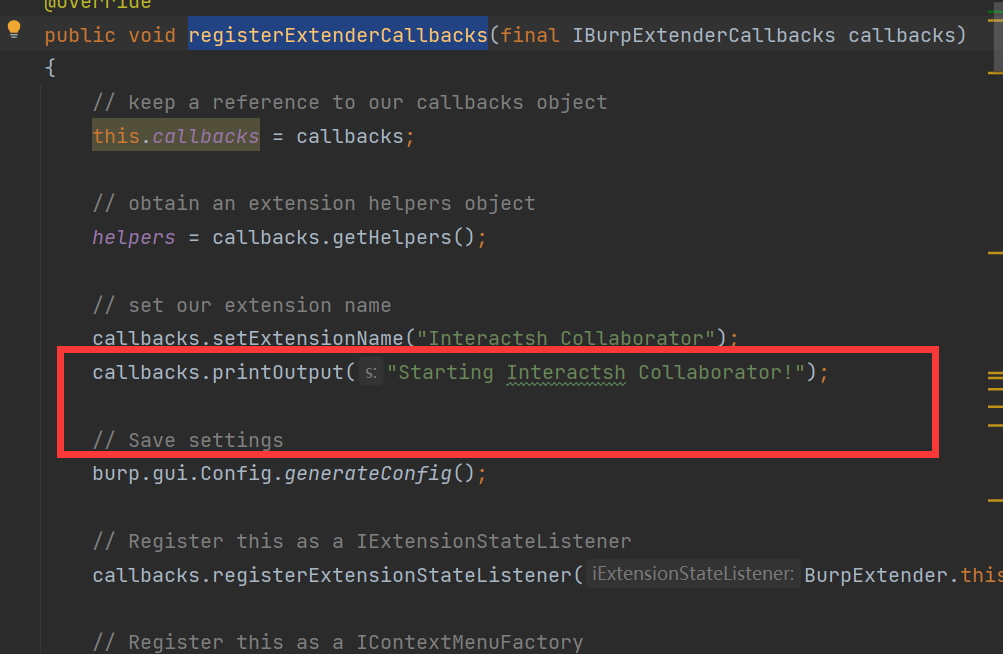 @Override
public void registerExtenderCallbacks(final IBurpExtenderCallbacks callbacks)
{
// keep a reference to our callbacks object
this.callbacks = callbacks;
// obtain an extension helpers object
helpers = callbacks.getHelpers();
// set our extension name
callbacks.setExtensionName("Interactsh Collaborator");
callbacks.printOutput( s: "Starting Interactsh Collaborator!");
// Save settings
burp.gui.Config.generateConfig();
// Register this as a IExtensionStateListener
callbacks.registerExtensionStateListener( iExtensionStateListener: BurpExtender.this
// Register this as a IContextMenuFactory